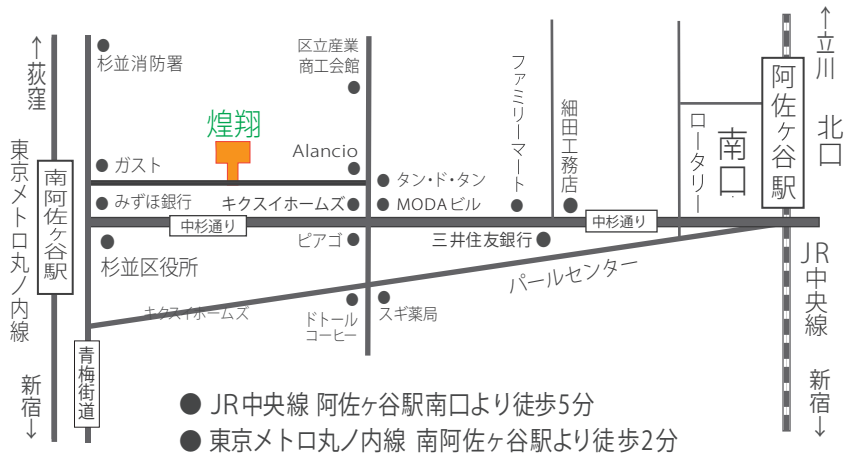 ←荻窪
東京メトロ丸ノ内線
新宿→
南阿佐ヶ谷駅
杉並消防署
区立産業
商工会館
煌翔
ガスト
Alancio
みずほ銀行
キクスイホームズ
タン・ド・タン
MODAビル
ファミリーマート
細田工務店
ロータリー
南口
阿佐ヶ谷駅
北口
←立川
中杉通り
中杉通り
杉並区役所
ピアゴ
三井住友銀行
パールセンター
JR中央線
キクスイホームズ
ドトール
コーヒー
スギ薬局
青梅街道
新宿→
● JR中央線 阿佐ヶ谷駅南口より徒歩5分
● 東京メトロ丸ノ内線 南阿佐ヶ谷駅より徒歩2分